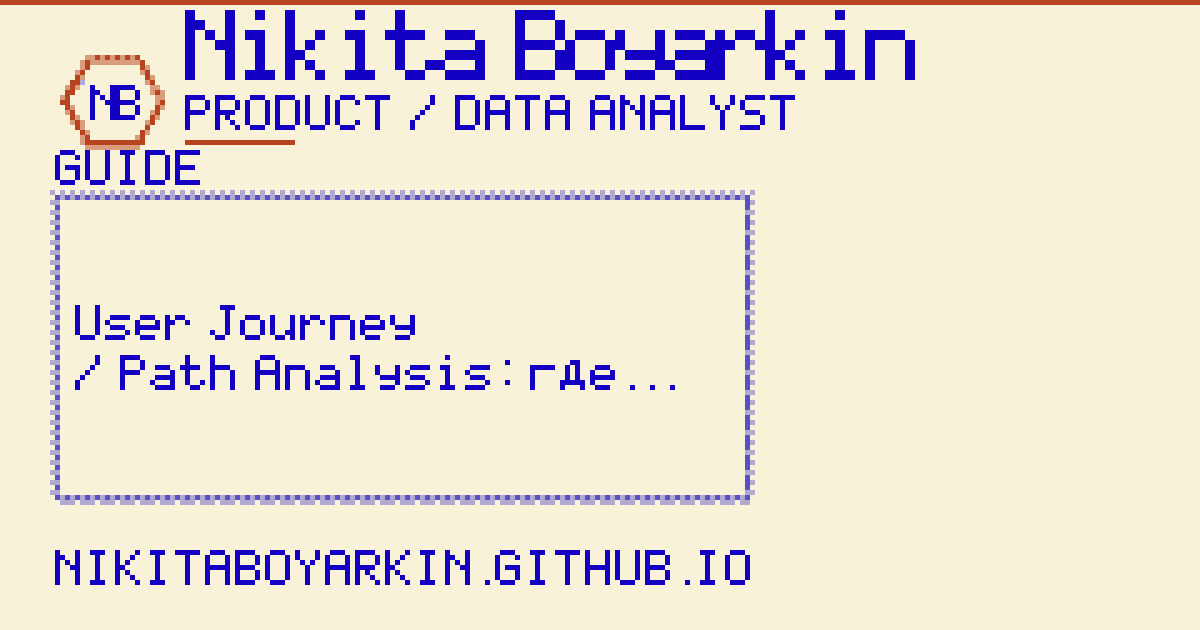 Nikita Boyarkin
NB
PRODUCT / DATA ANALYST
GUIDE
User Journey
/ Path Analysis: где...
NIKITABOYARKIN.GITHUB.IO